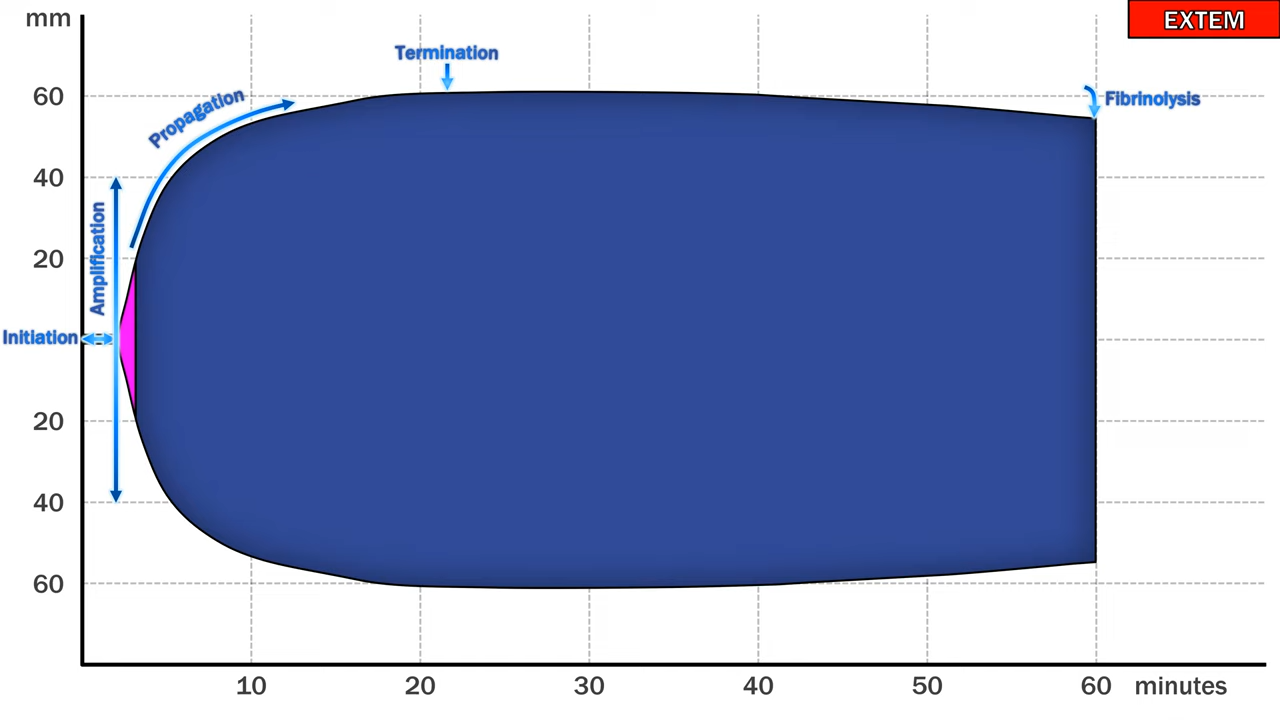 mm
EXTEM
Termination
60
Propagation
Fibrinolysis
40
Amplification
20
Initiation
20
40
60
10 20 30 40 50 60 minutes